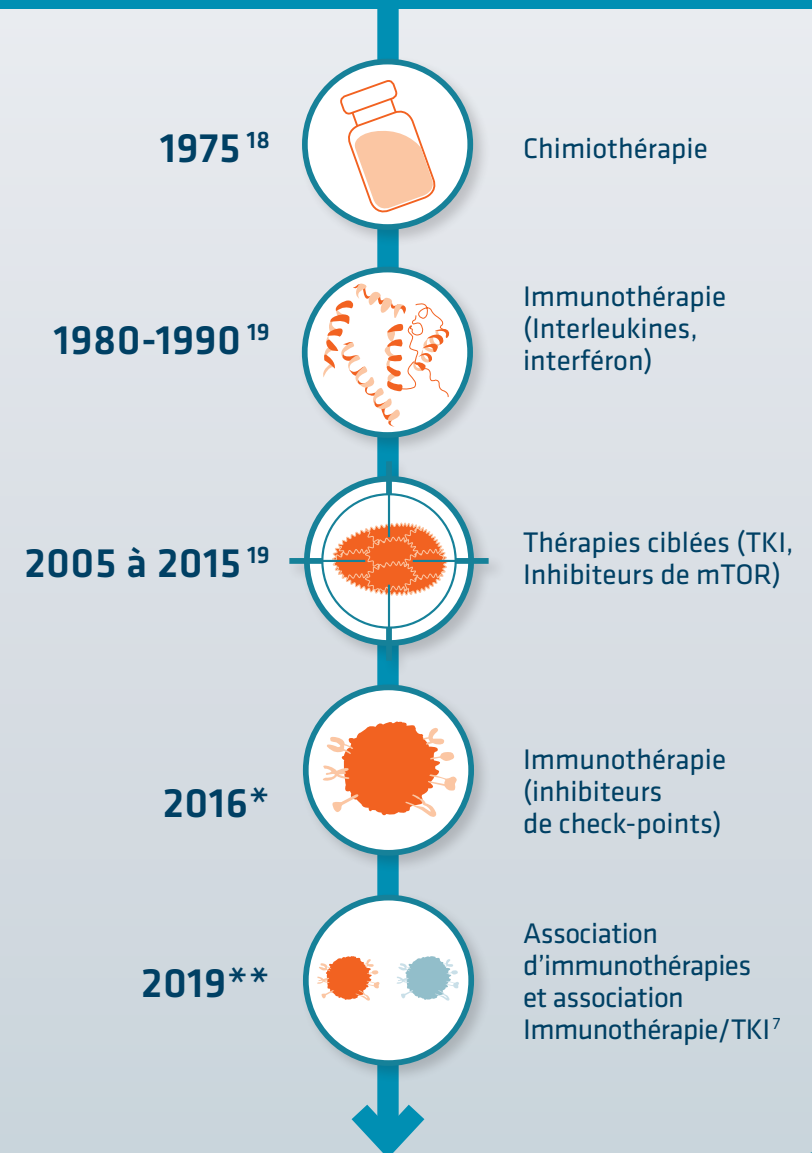 1975 18
Chimiothérapie
1980-1990 19
Immunothérapie
(Interleukines,
interféron)
2005 à 2015 19
Thérapies ciblées (TKI,
Inhibiteurs de mTOR)
2016*
Immunothérapie
(inhibiteurs
de check-points)
2019**
Association
d'immunothérapies
et association
Immunothérapie/TKI 7